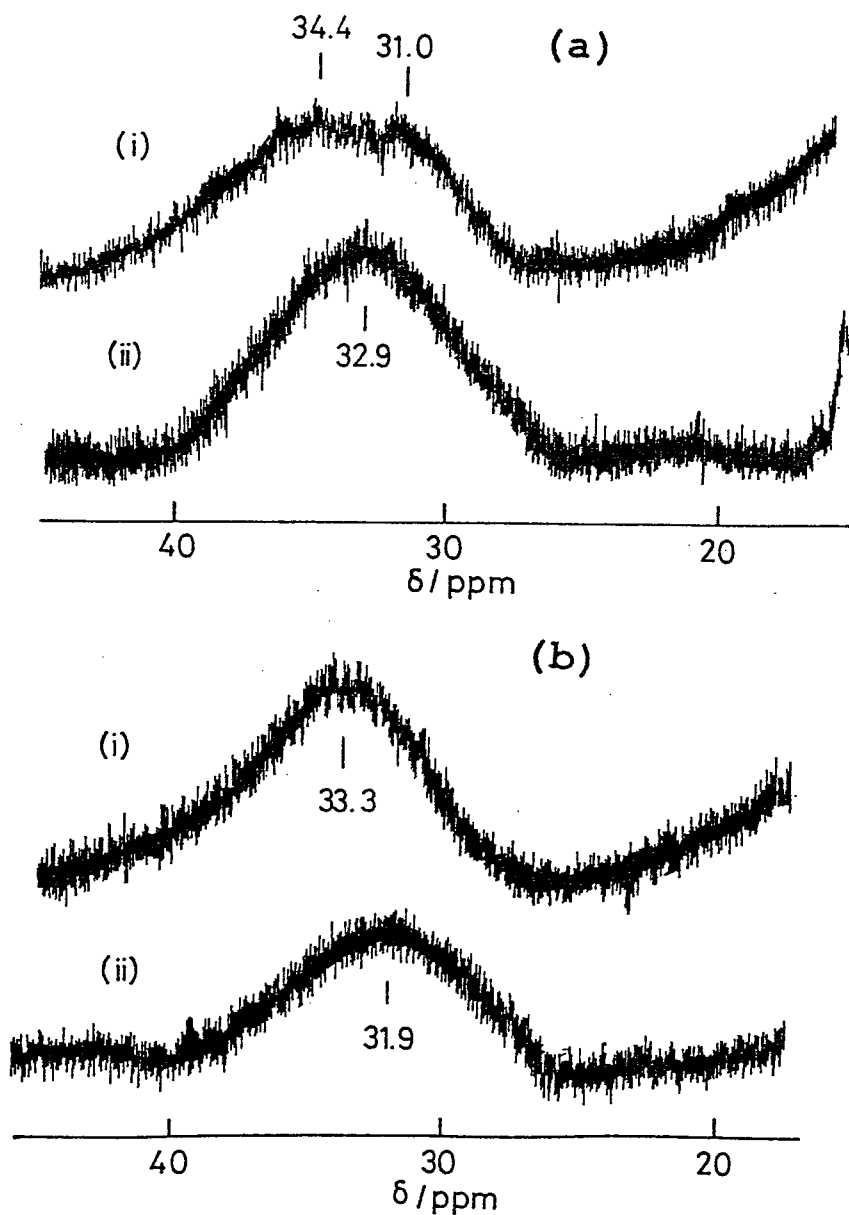 34.4 31.0 (a)
(i)
(ii)
32.9
40 30 20
δ/ppm
(b)
(i)
33.3
(ii)
31.9
40 30 20
δ/ppm